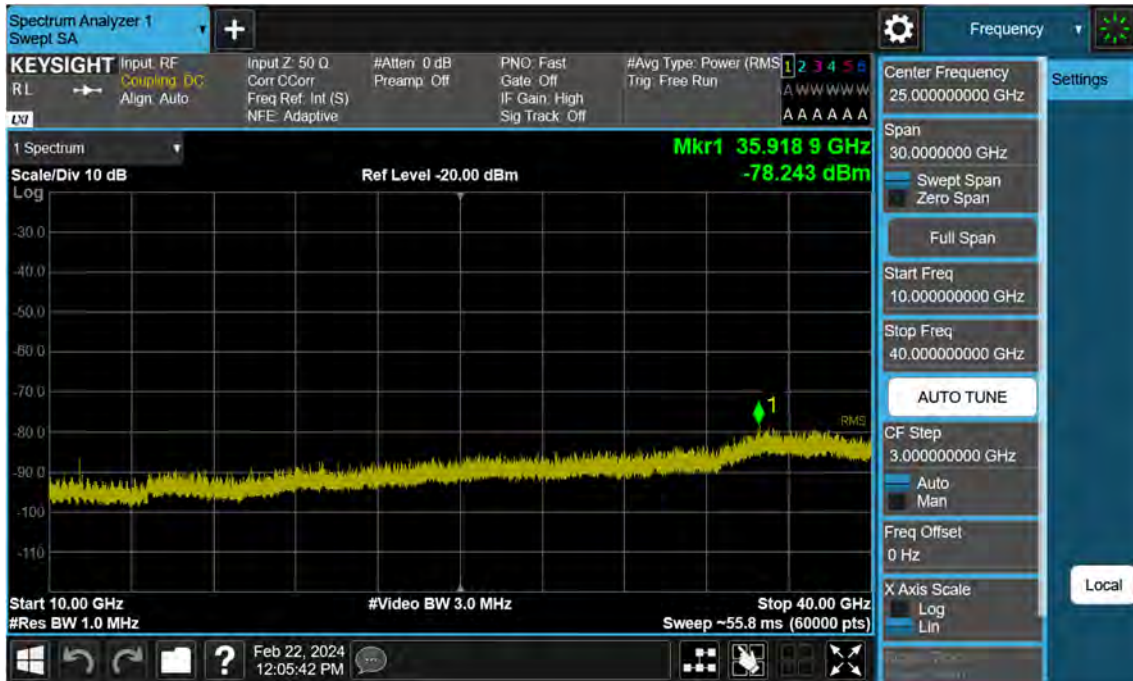 Spectrum Analyzer 1
Swept SA
Frequency
KEYSIGHT
RL
LXI
Input: RF
Coupling: DC
Align: Auto
Input Z: 50 Ω
Corr CCorr
Freq Ref: Int (S)
NFE: Adaptive
#Atten: 0 dB
Preamp: Off
PNO: Fast
Gate: Off
IF Gain: High
Sig Track: Off
#Avg Type: Power (RMS
Trig: Free Run
1 2 3 4 5 6
A W W W W W
A A A A A A
1 Spectrum
Mkr1 35.918 9 GHz
-78.243 dBm
Scale/Div 10 dB
Ref Level -20.00 dBm
Log
-30.0
-40.0
-50.0
-60.0
-70.0
-80.0
-90.0
-100
-110
1
RMS
Start 10.00 GHz
#Video BW 3.0 MHz
Stop 40.00 GHz
#Res BW 1.0 MHz
Sweep ~55.8 ms (60000 pts)
Center Frequency
25.000000000 GHz
Settings
Span
30.0000000 GHz
Swept Span
Zero Span
Full Span
Start Freq
10.000000000 GHz
Stop Freq
40.000000000 GHz
AUTO TUNE
CF Step
3.000000000 GHz
Auto
Man
Freq Offset
0 Hz
X Axis Scale
Log
Lin
Local
?
Feb 22, 2024
12:05:42 PM